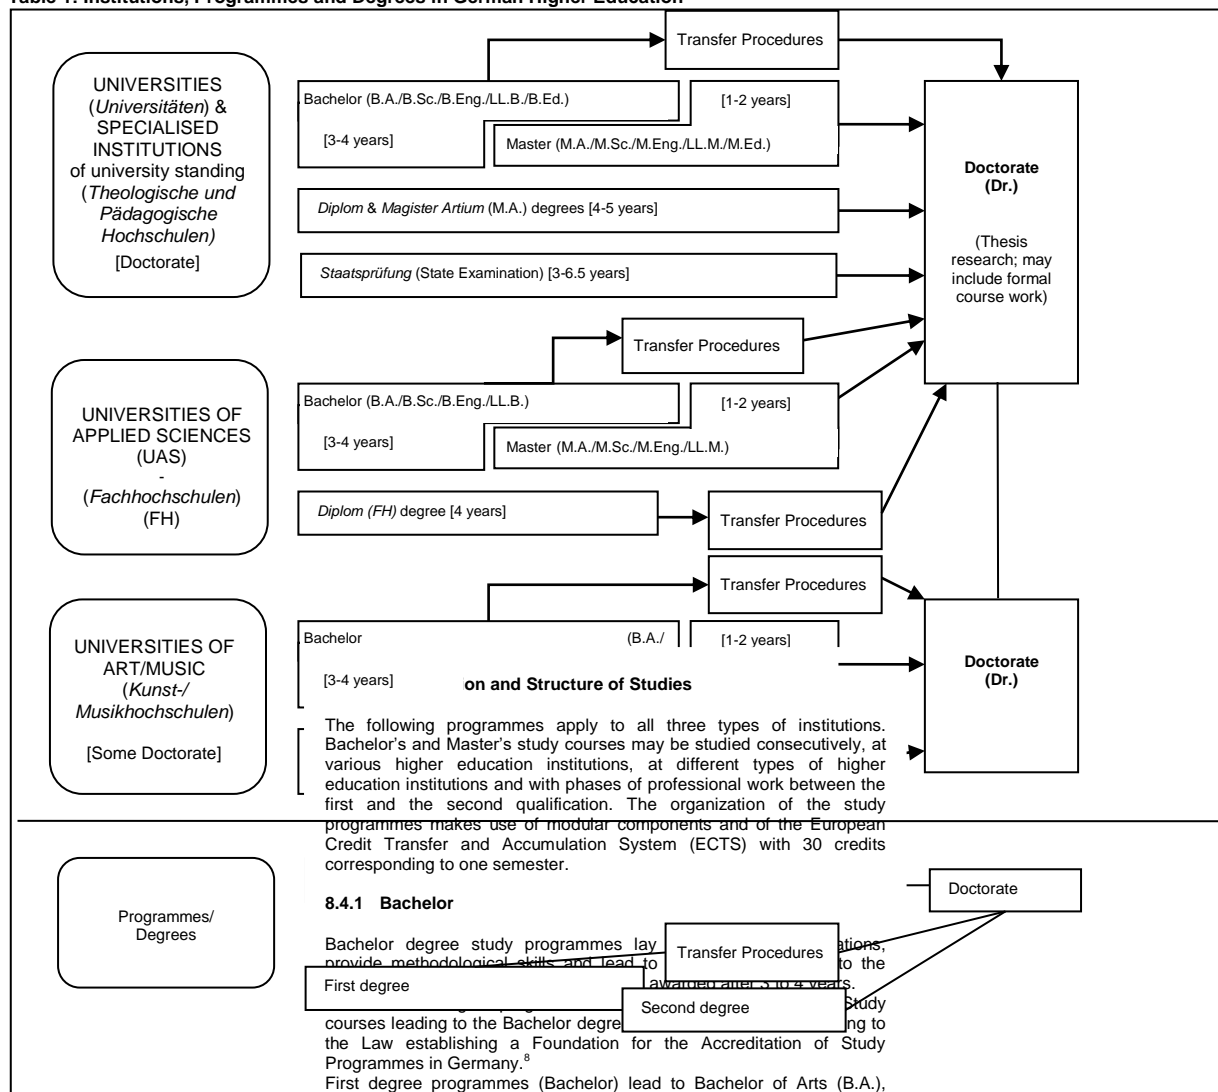 Table 1: Institutions, Programmes and Degrees in German Higher Education
Transfer Procedures
UNIVERSITIES
(Universitäten) &
SPECIALISED
INSTITUTIONS
of university standing
(Theologische und
Pädagogische
Hochschulen)
[Doctorate]
Bachelor (B.A./B.Sc./B.Eng./LL.B./B.Ed.)
[3-4 years]
[1-2 years]
Master (M.A./M.Sc./M.Eng./LL.M./M.Ed.)
Diplom & Magister Artium (M.A.) degrees [4-5 years]
Staatsprüfung (State Examination) [3-6.5 years]
Doctorate
(Dr.)
(Thesis
research; may
include formal
course work)
Transfer Procedures
UNIVERSITIES OF
APPLIED SCIENCES
(UAS)
-
(Fachhochschulen)
(FH)
Bachelor (B.A./B.Sc./B.Eng./LL.B.)
[3-4 years]
[1-2 years]
Master (M.A./M.Sc./M.Eng./LL.M.)
Diplom (FH) degree [4 years]
Transfer Procedures
Transfer Procedures
UNIVERSITIES OF
ART/MUSIC
(Kunst-/
Musikhochschulen)
[Some Doctorate]
Bachelor (B.A./
[3-4 years]
[1-2 years]
Doctorate
(Dr.)
on and Structure of Studies
The following programmes apply to all three types of institutions.
Bachelor's and Master's study courses may be studied consecutively, at
various higher education institutions, at different types of higher
education institutions and with phases of professional work between the
first and the second qualification. The organization of the study
programmes makes use of modular components and of the European
Credit Transfer and Accumulation System (ECTS) with 30 credits
corresponding to one semester.
Programmes/
Degrees
Doctorate
8.4.1 Bachelor
Bachelor degree study programmes lay
provide methodological skills and lead to to the
Transfer Procedures
awarded after 3 to 4 years.
First degree
Second degree
Study
courses leading to the Bachelor degre ng to
the Law establishing a Foundation for the Accreditation of Study
Programmes in Germany.8
First degree programmes (Bachelor) lead to Bachelor of Arts (B.A.),